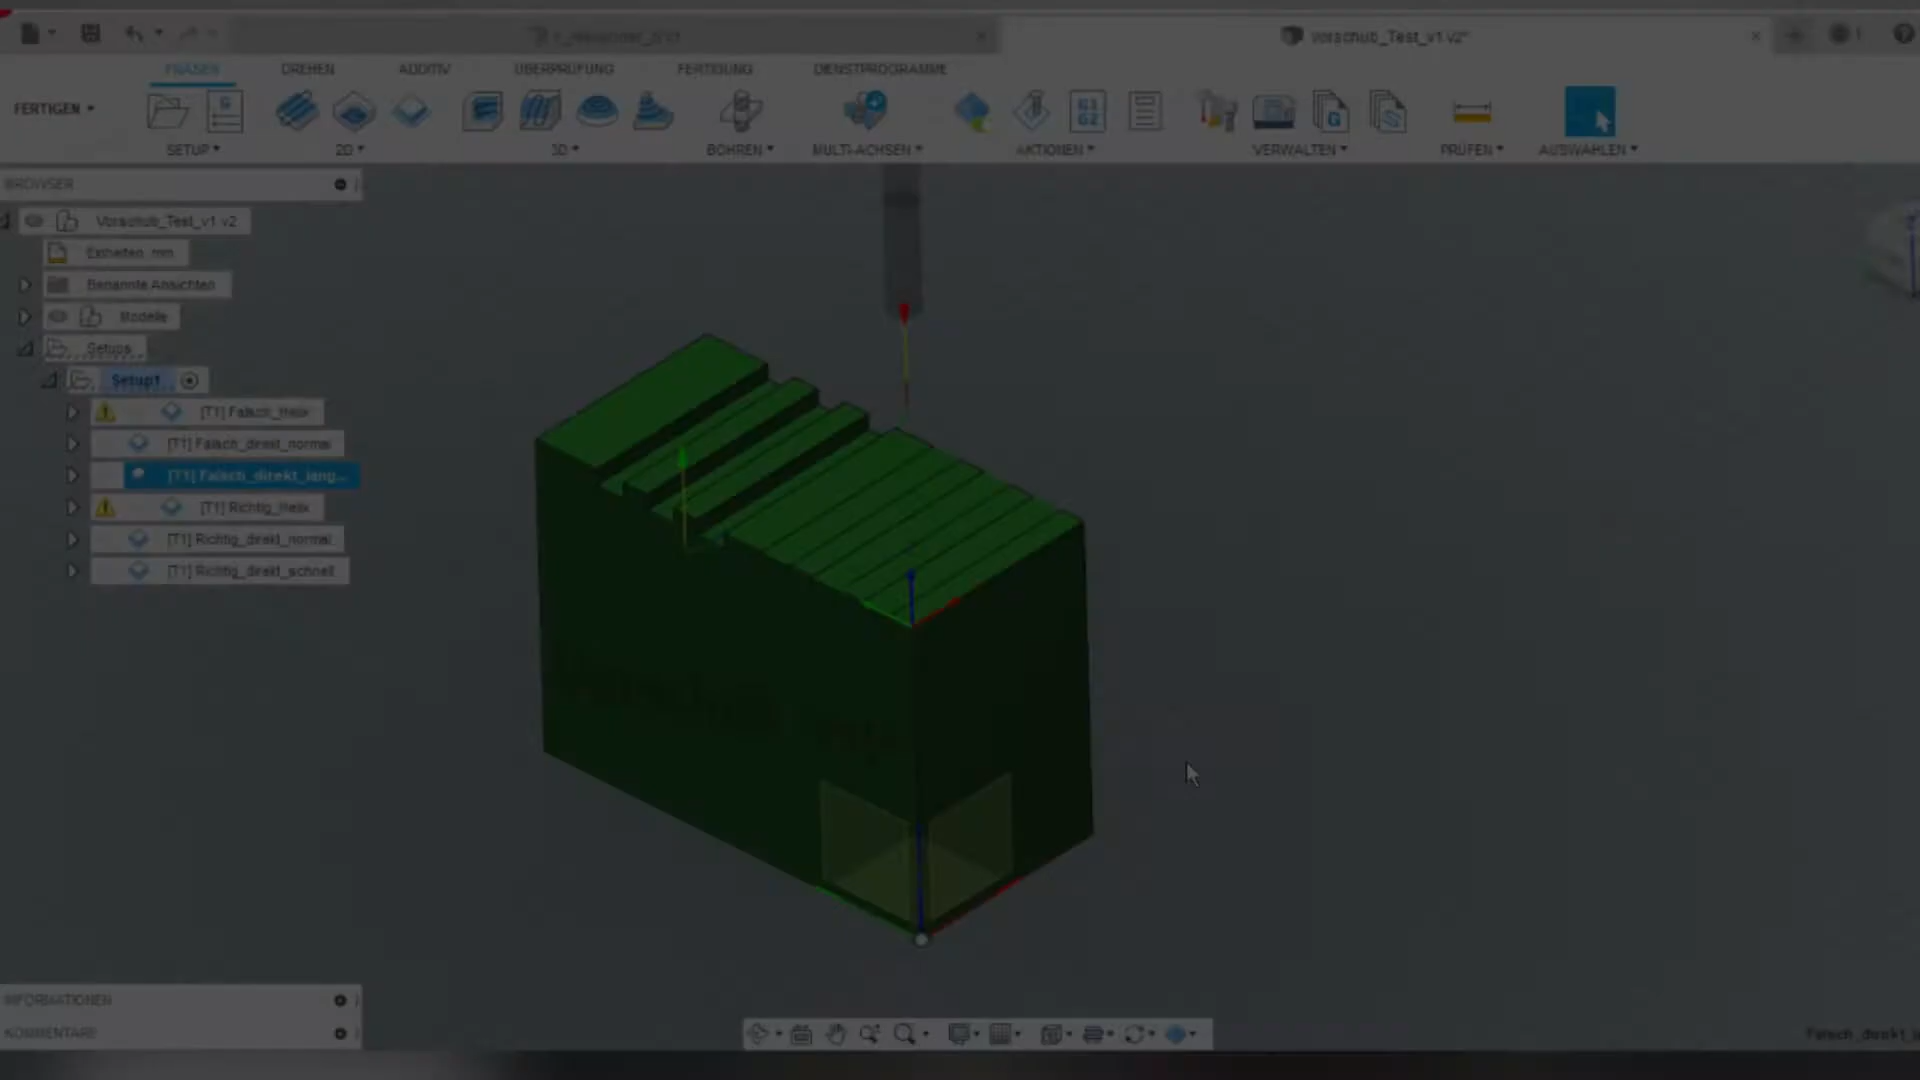 Vorschub_Test_v1 v2*
FRÄSEN DREHEN ADDITIV ÜBERPRÜFUNG FERTIGUNG DIENSTPROGRAMME
FERTIGEN
G
G1
G2
G
SETUP 2D 3D BOHREN MULTI-ACHSEN AKTIONEN VERWALTEN PRÜFEN AUSWÄHLEN
BROWSER
Vorschub_Test_v1 v2
Einheiten: mm
Benannte Ansichten
Modelle
Setups
Setup1
[T1] Falsch_Helix
[T1] Falsch_direkt_normal
[T1] Falsch_direkt_lang...
[T1] Richtig_Helix
[T1] Richtig_direkt_normal
[T1] Richtig_direkt_schnell
INFORMATIONEN
KOMMENTARE